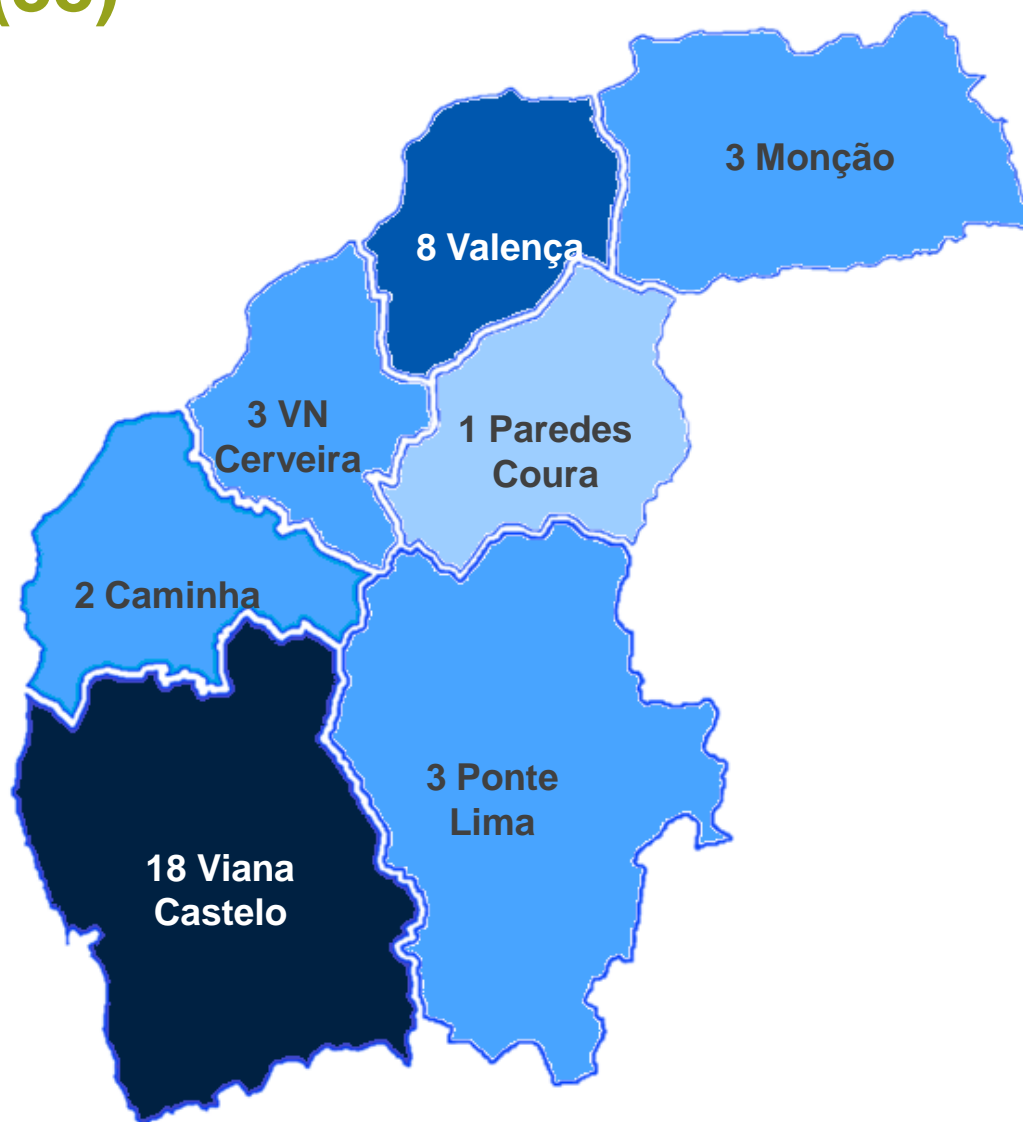 3 Monção
8 Valença
3 VN
Cerveira
1 Paredes
Coura
2 Caminha
3 Ponte
Lima
18 Viana
Castelo